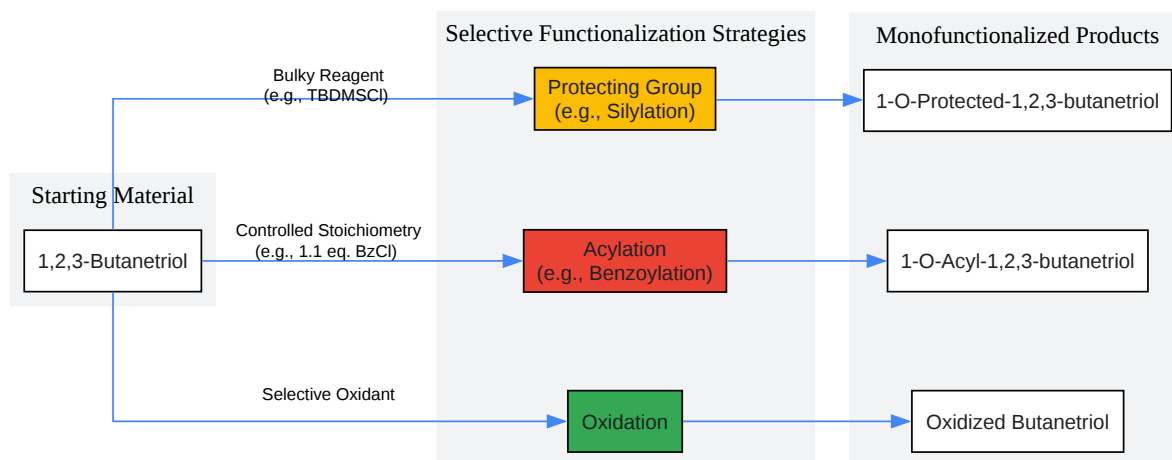 Selective Functionalization Strategies
Monofunctionalized Products
Bulky Reagent
(e.g., TBDMSCl)
Protecting Group
(e.g., Silylation)
1-O-Protected-1,2,3-butanetriol
Starting Material
1,2,3-Butanetriol
Controlled Stoichiometry
(e.g., 1.1 eq. BzCl)
Acylation
(e.g., Benzoylation)
1-O-Acyl-1,2,3-butanetriol
Selective Oxidant
Oxidation
Oxidized Butanetriol